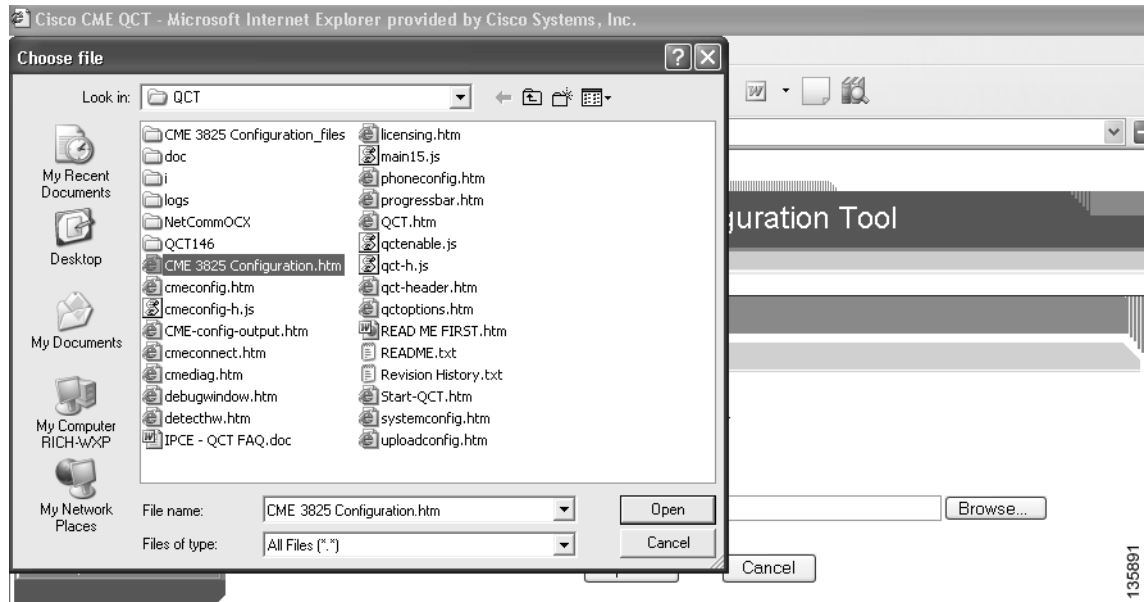 Cisco CME QCT - Microsoft Internet Explorer provided by Cisco Systems, Inc.
Choose file
Look in:
QCT
My Recent
Documents
Desktop
My Documents
My Computer
RICH-WXP
My Network
Places
CME 3825 Configuration_files
doc
i
logs
NetCommOCX
QCT146
CME 3825 Configuration.htm
cmeconfig.htm
cmeconfig-h.js
CME-config-output.htm
cmeconnect.htm
cmediag.htm
debugwindow.htm
detecthw.htm
IPCE - QCT FAQ.doc
licensing.htm
main15.js
phoneconfig.htm
progressbar.htm
QCT.htm
qctenable.js
qct-h.js
qct-header.htm
qctoptions.htm
READ ME FIRST.htm
README.txt
Revision History.txt
Start-QCT.htm
systemconfig.htm
uploadconfig.htm
File name:
CME 3825 Configuration.htm
Open
Files of type:
All Files (*.*)
Cancel
guration Tool
Browse...
Cancel
135891